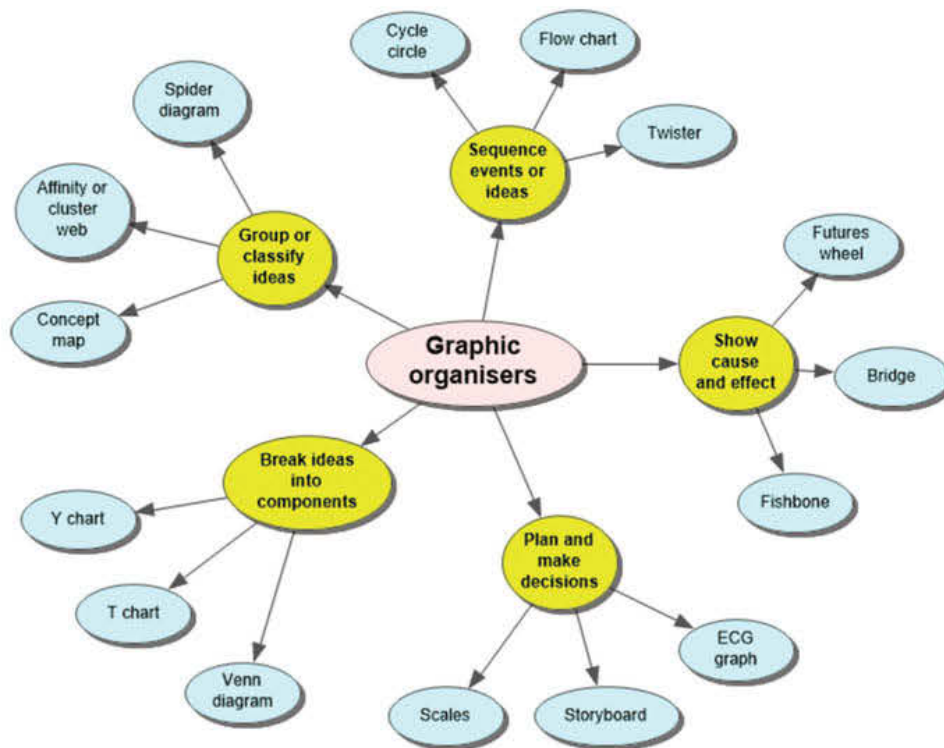 Cycle
circle
Flow chart
Twister
Sequence
events or
ideas
Spider
diagram
Affinity or
cluster
web
Concept
map
Group or
classify
ideas
Graphic
organisers
Futures
wheel
Bridge
Fishbone
Show
cause
and effect
Break ideas
into
components
Y chart
T chart
Venn
diagram
Plan and
make
decisions
Scales
Storyboard
ECG
graph